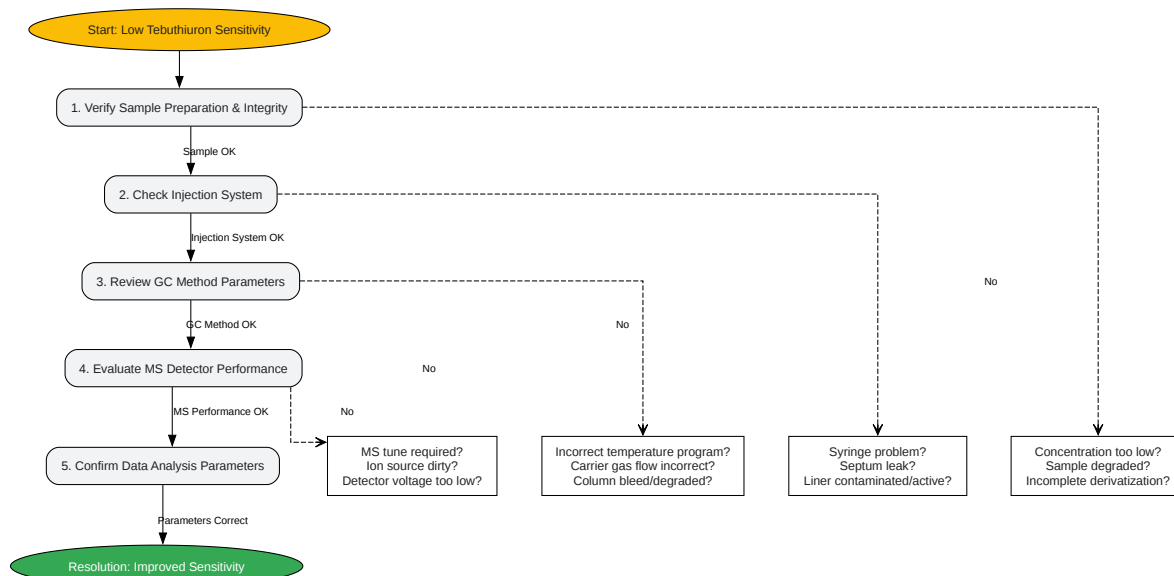 Start: Low Tebuthiuron Sensitivity
1. Verify Sample Preparation & Integrity
Sample OK
2. Check Injection System
Injection System OK
3. Review GC Method Parameters
No
GC Method OK
No
4. Evaluate MS Detector Performance
No
MS Performance OK
No
5. Confirm Data Analysis Parameters
MS tune required?
Ion source dirty?
Detector voltage too low?
Incorrect temperature program?
Carrier gas flow incorrect?
Column bleed/degraded?
Syringe problem?
Septum leak?
Liner contaminated/active?
Concentration too low?
Sample degraded?
Incomplete derivatization?
Parameters Correct
Resolution: Improved Sensitivity